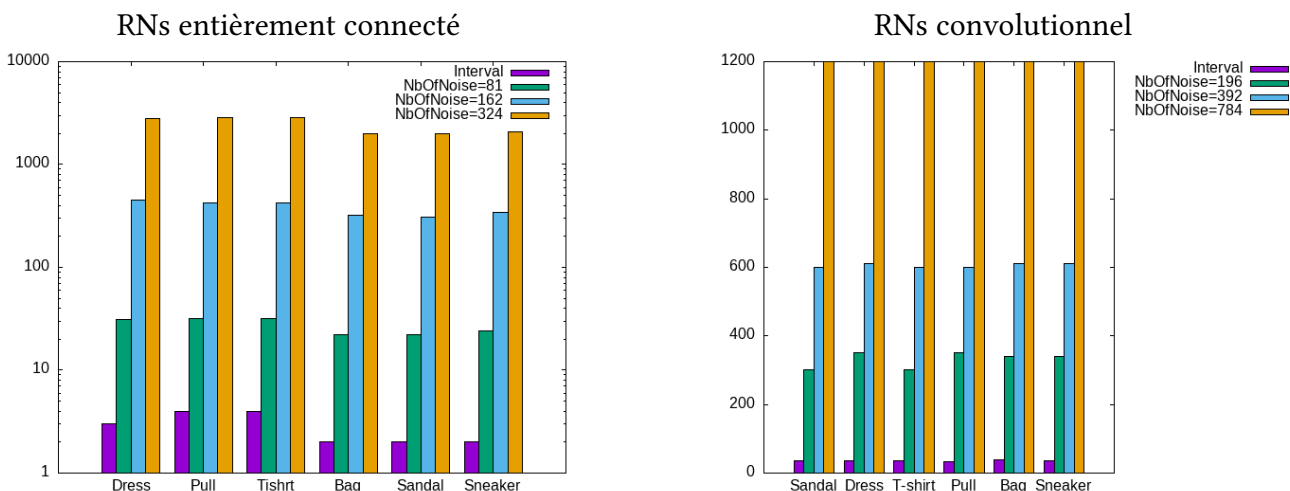 RNs entièrement connecté
10000
1000
100
10
1
Interval
NbOfNoise=81
NbOfNoise=162
NbOfNoise=324
Dress Pull Tishrt Bag Sandal Sneaker
RNs convolutionnel
1200
1000
800
600
400
200
0
Interval
NbOfNoise=196
NbOfNoise=392
NbOfNoise=784
Sandal Dress T-shirt Pull Bag Sneaker